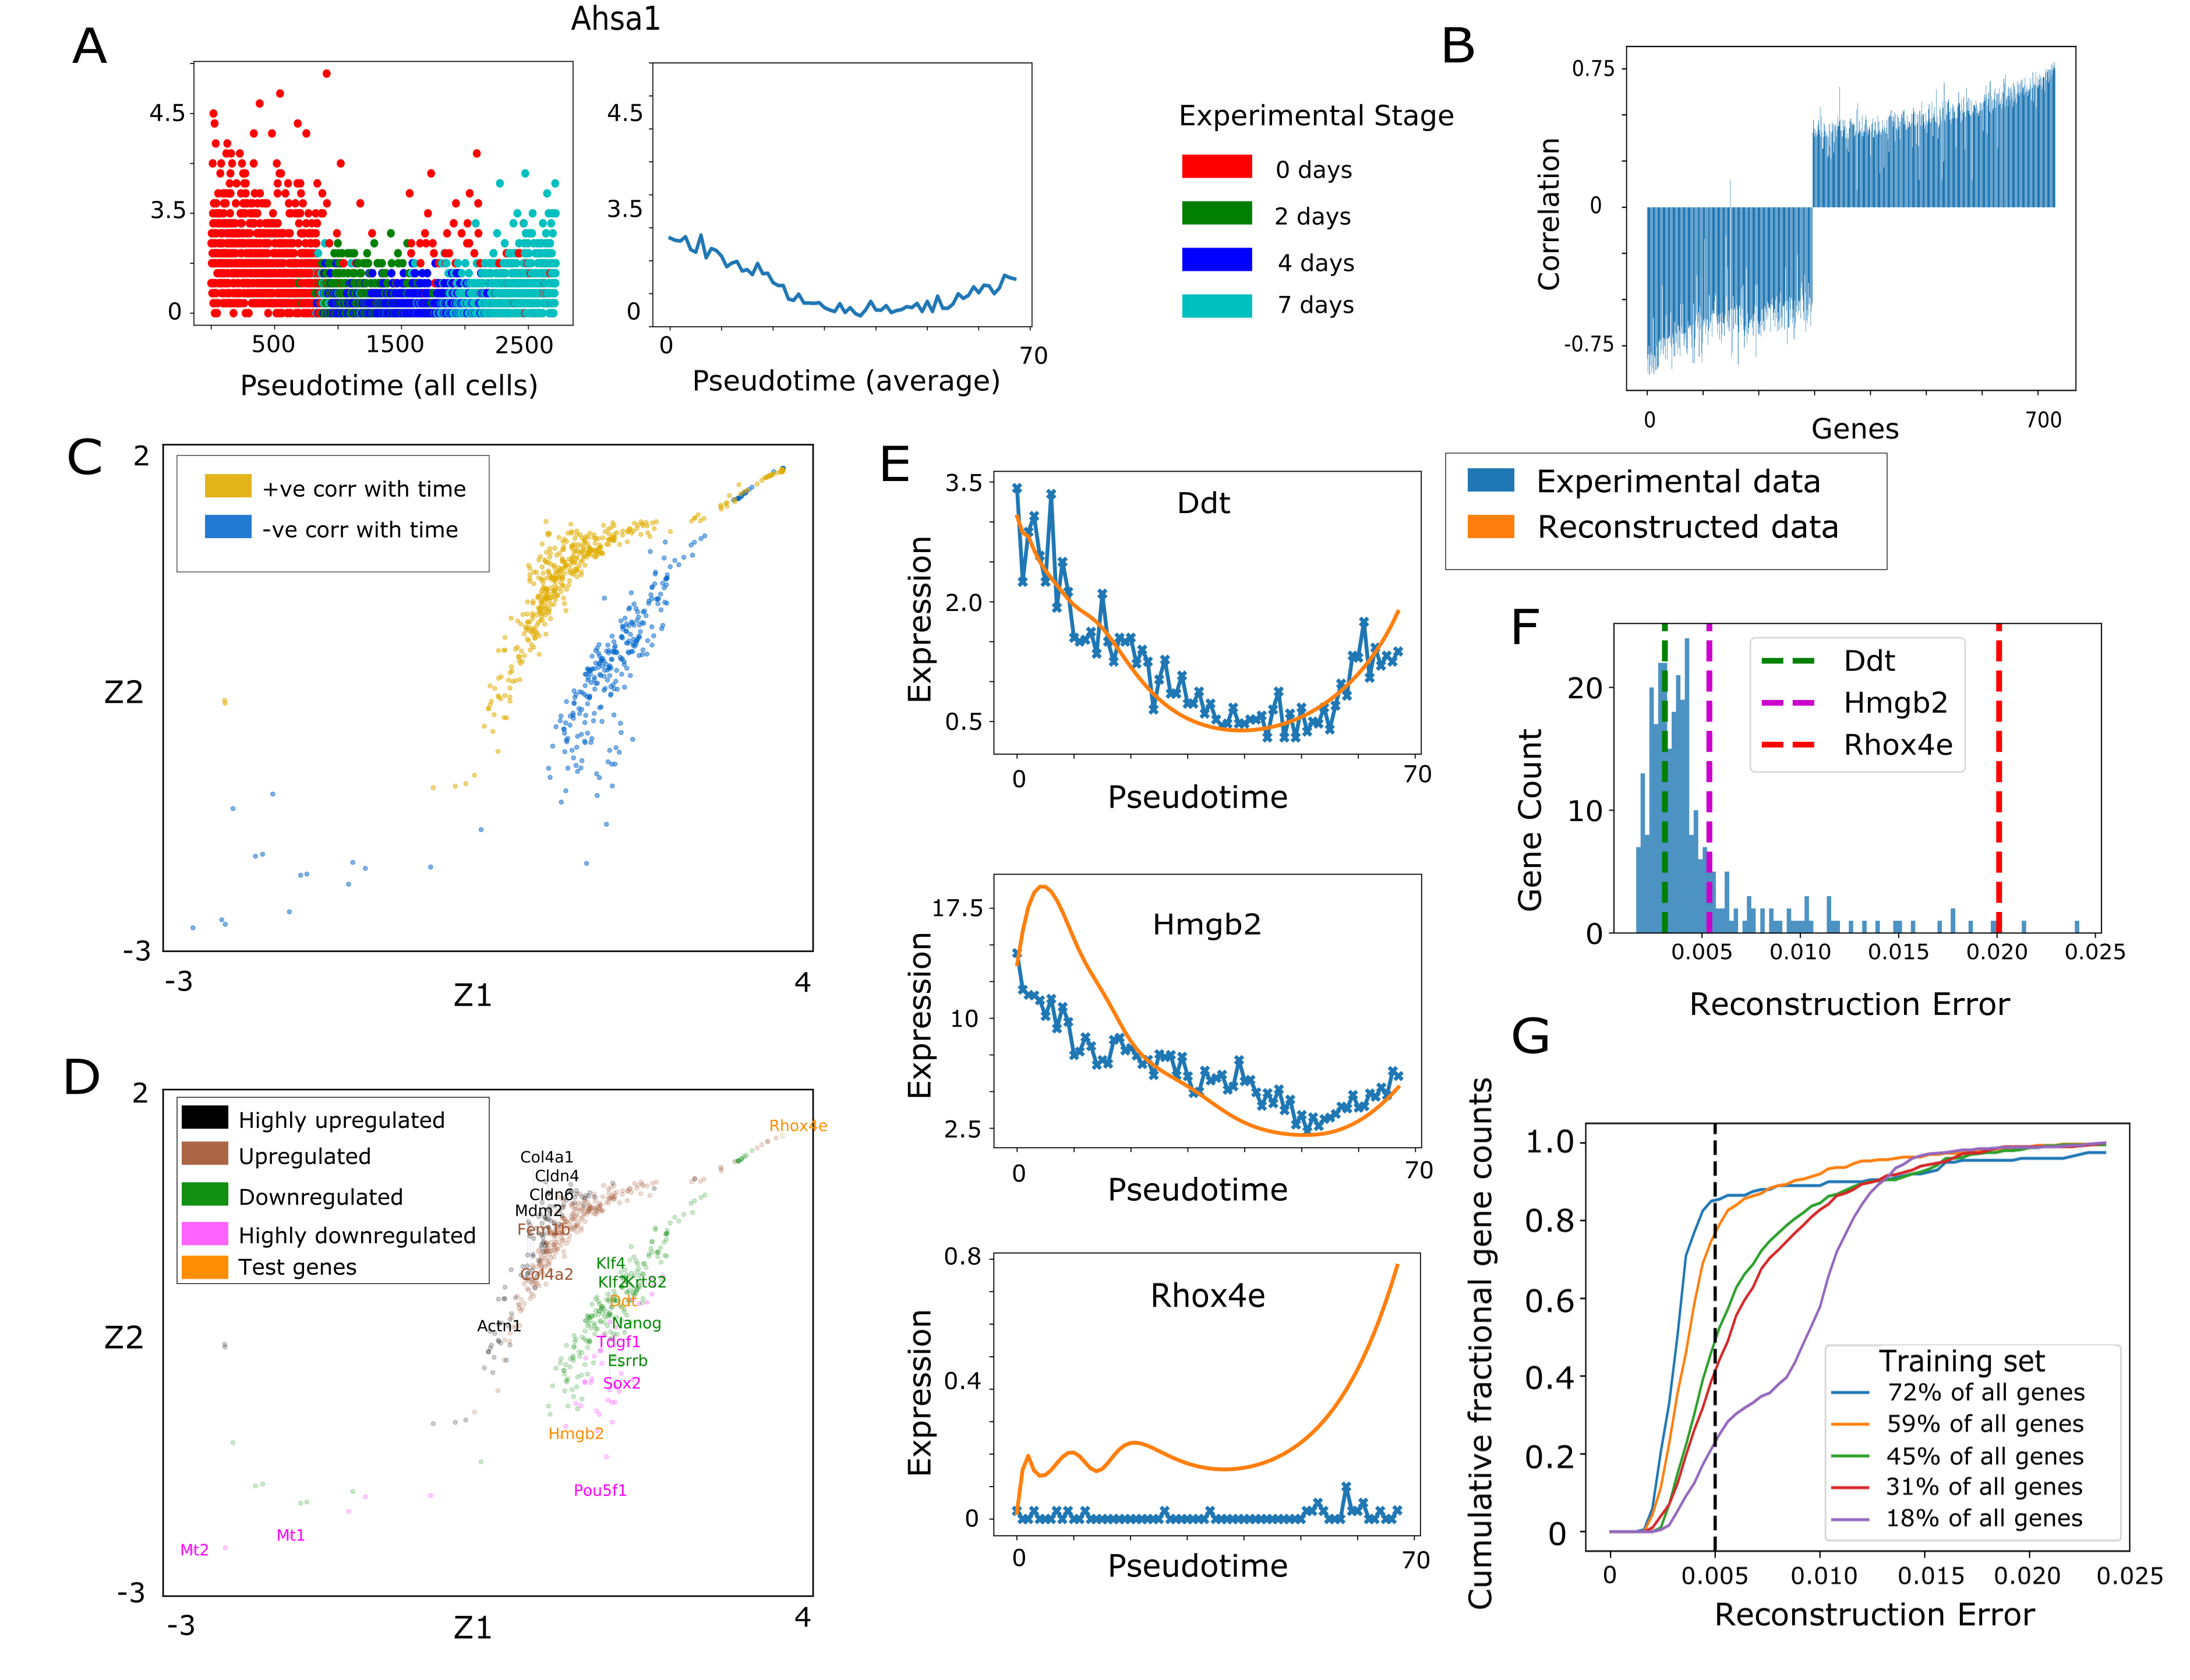 Ahsa1
A
4.5
3.5
0
500 1500 2500
Pseudotime (all cells)
4.5
3.5
0
0 70
Pseudotime (average)
Experimental Stage
0 days
2 days
4 days
7 days
B
Correlation
0.75
0
-0.75
0 700
Genes
C
2
Z2
-3
+ve corr with time
-ve corr with time
-3 4
Z1
D
2
Z2
-3
Highly upregulated
Upregulated
Downregulated
Highly downregulated
Test genes
Rhox4e
Col4a1
Cldn4
Cldn6
Mdm2
Fem1b
Col4a2
Actn1
Klf4
Klf2 Krt82
Ddt
Nanog
Tdgf1
Esrrb
Sox2
Hmgb2
Pou5f1
Mt1
Mt2
-3 4
Z1
E
Experimental data
Reconstructed data
Ddt
Expression
3.5
2.0
0.5
0 70
Pseudotime
Hmgb2
Expression
17.5
10
2.5
0 70
Pseudotime
Rhox4e
Expression
0.8
0.4
0
0 70
Pseudotime
F
Gene Count
20
10
0
Ddt
Hmgb2
Rhox4e
0.005 0.010 0.015 0.020 0.025
Reconstruction Error
G
Cumulative fractional gene counts
1.0
0.8
0.6
0.4
0.2
0
Training set
72% of all genes
59% of all genes
45% of all genes
31% of all genes
18% of all genes
0 0.005 0.010 0.015 0.020 0.025
Reconstruction Error